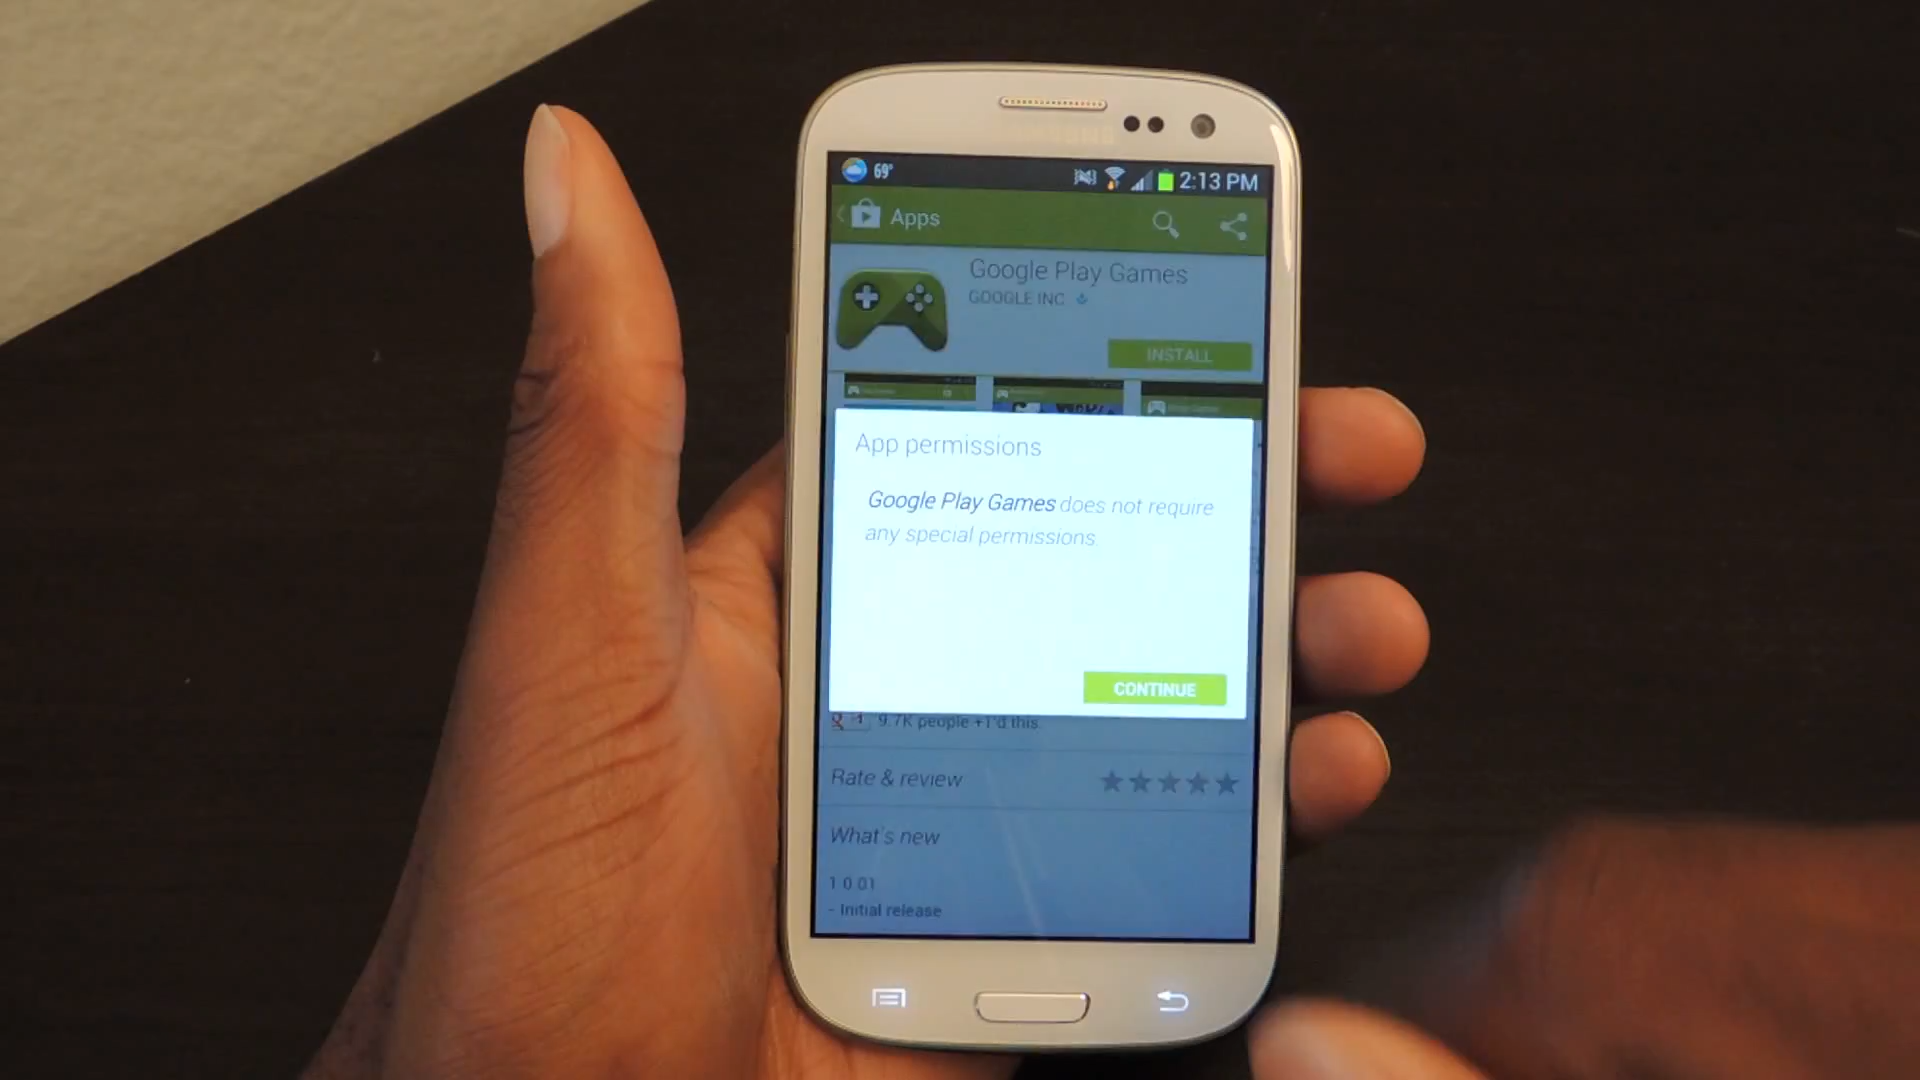 SAMSUNG
69°
2:13 PM
Apps
Google Play Games
GOOGLE INC
INSTALL
App permissions
Google Play Games does not require
any special permissions.
CONTINUE
9.7K people +1'd this.
Rate & review
What's new
1.0.01
- Initial release